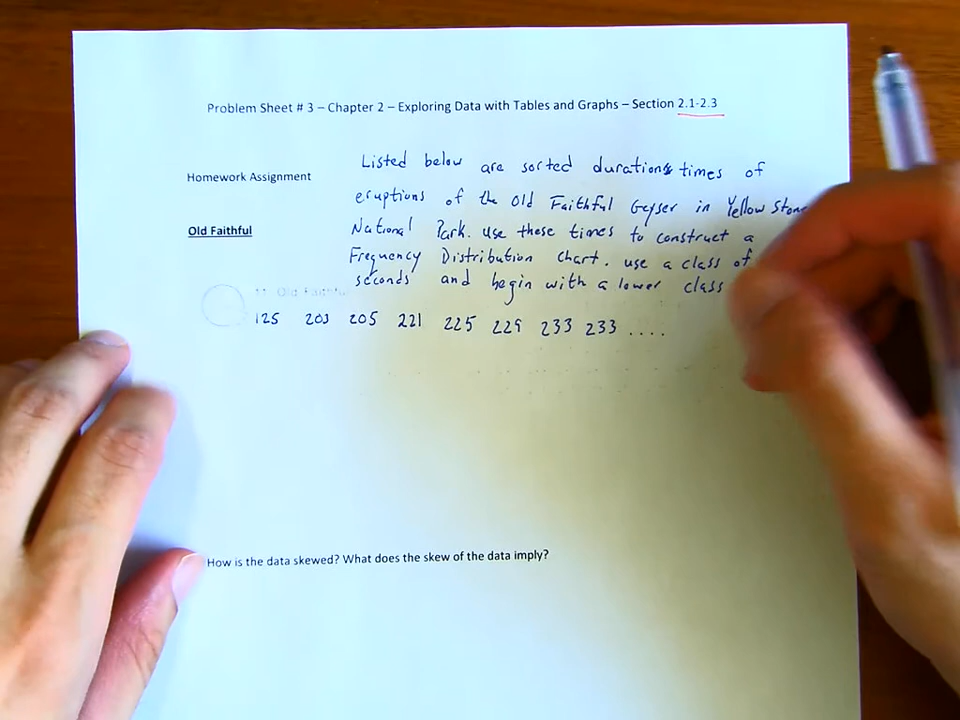 Problem Sheet # 3 – Chapter 2 – Exploring Data with Tables and Graphs – Section 2.1-2.3
Homework Assignment
Old Faithful
Listed below are sorted durations times of
eruptions of the Old Faithful Geyser in Yellow Stone
National Park. use these times to construct a
Frequency Distribution chart. use a class of
seconds and begin with a lower class
11 Old Faithful
125 203 205 221 225 229 233 233 ....
How is the data skewed? What does the skew of the data imply?